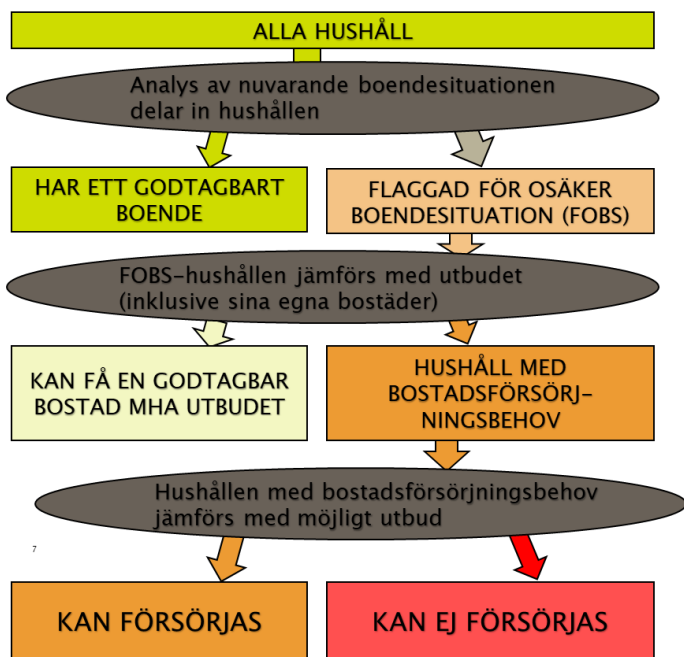 ALLA HUSHÅLL
Analys av nuvarande boendesituationen
delar in hushållen
HAR ETT GODTAGBART
BOENDE
FLAGGAD FÖR OSÄKER
BOENDESITUATION (FOBS)
FOBS-hushållen jämförs med utbudet
(inklusive sina egna bostäder)
KAN FÅ EN GODTAGBAR
BOSTAD MHA UTBUDET
HUSHÅLL MED
BOSTADSFÖRSÖRJ-
NINGSBEHOV
Hushållen med bostadsförsörjningsbehov
jämförs med möjligt utbud
7
KAN FÖRSÖRJAS
KAN EJ FÖRSÖRJAS